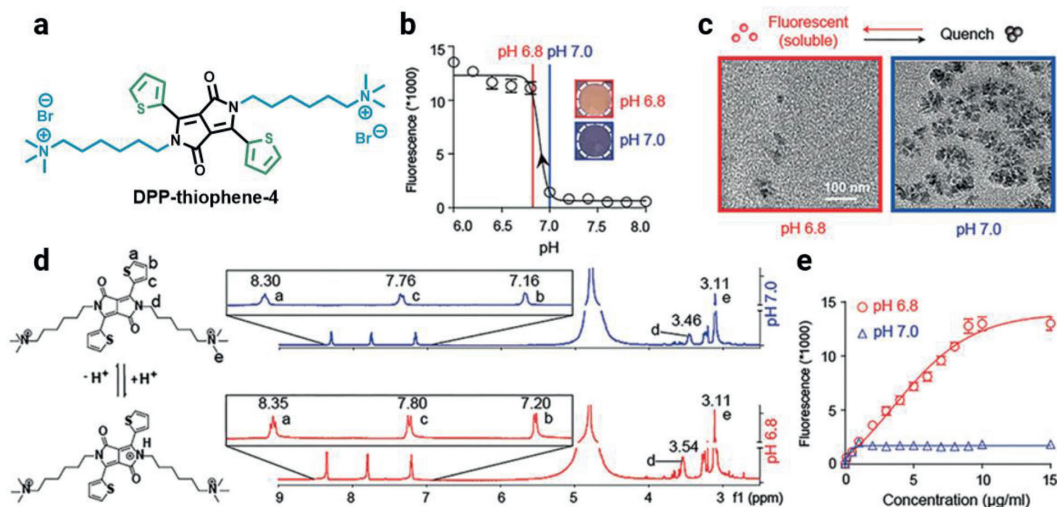 a
Br
N
S
O
N
N
O
S
N
Br
DPP-thiophene-4
b
pH 6.8 pH 7.0
Fluorescence (*1000)
15
10
5
0
6.0 6.5 7.0 7.5 8.0
pH
pH 6.8
pH 7.0
c
Fluorescent
(soluble)
Quench
100 nm
pH 6.8
pH 7.0
d
a
b
c
d
e
- H⁺ +H⁺
H
8.30 7.76 7.16
a c b
3.46
d
3.11
e
pH 7.0
8.35 7.80 7.20
a c b
3.54
d
3.11
e
pH 6.8
9 7 5 4 3 f1 (ppm)
e
pH 6.8
pH 7.0
Fluorescence (*1000)
20
15
10
5
0
0 5 10 15
Concentration (µg/ml)